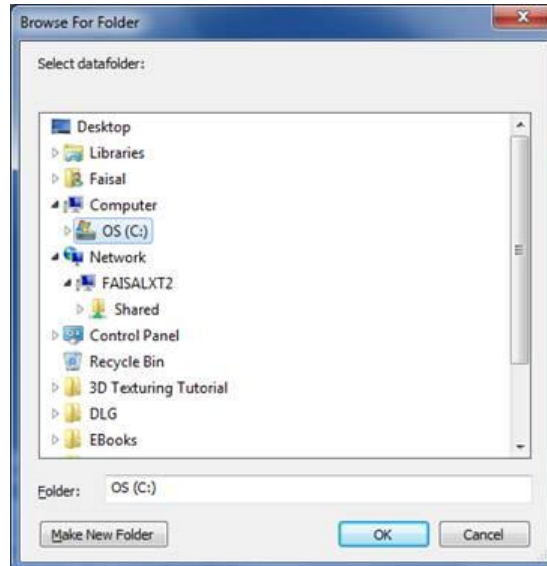 Browse For Folder
Select datafolder:
Desktop
Libraries
Faisal
Computer
OS (C:)
Network
FAISALXT2
Shared
Control Panel
Recycle Bin
3D Texturing Tutorial
DLG
EBooks
Folder: OS (C:)
Make New Folder OK Cancel